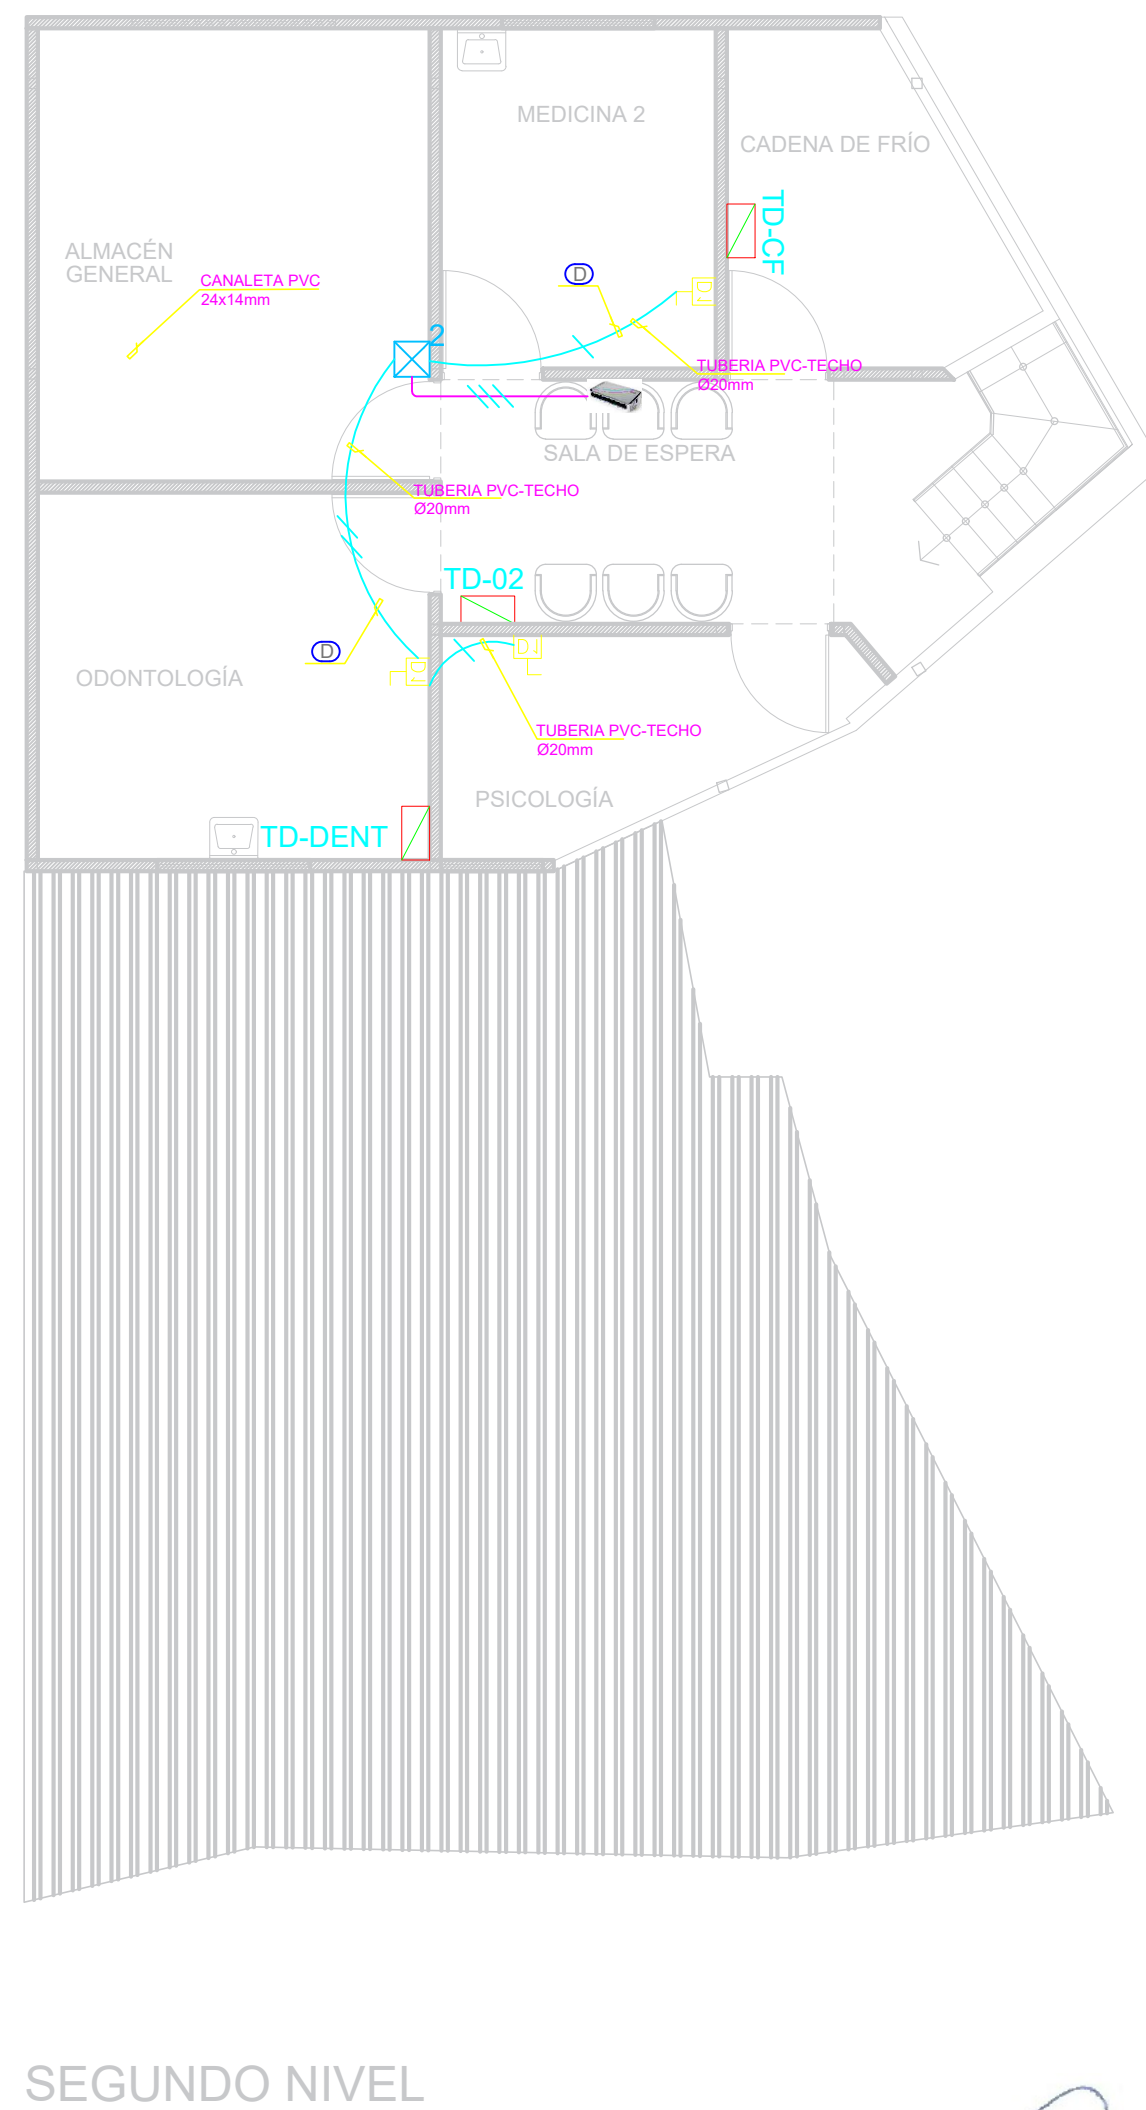 MEDICINA 2
CADENA DE FRÍO
TD-CF
ALMACÉN
GENERAL
CANALETA PVC
24x14mm
D
2
TUBERIA PVC-TECHO
Ø20mm
SALA DE ESPERA
TUBERIA PVC-TECHO
Ø20mm
TD-02
D
ODONTOLOGÍA
TUBERIA PVC-TECHO
Ø20mm
PSICOLOGÍA
TD-DENT
SEGUNDO NIVEL